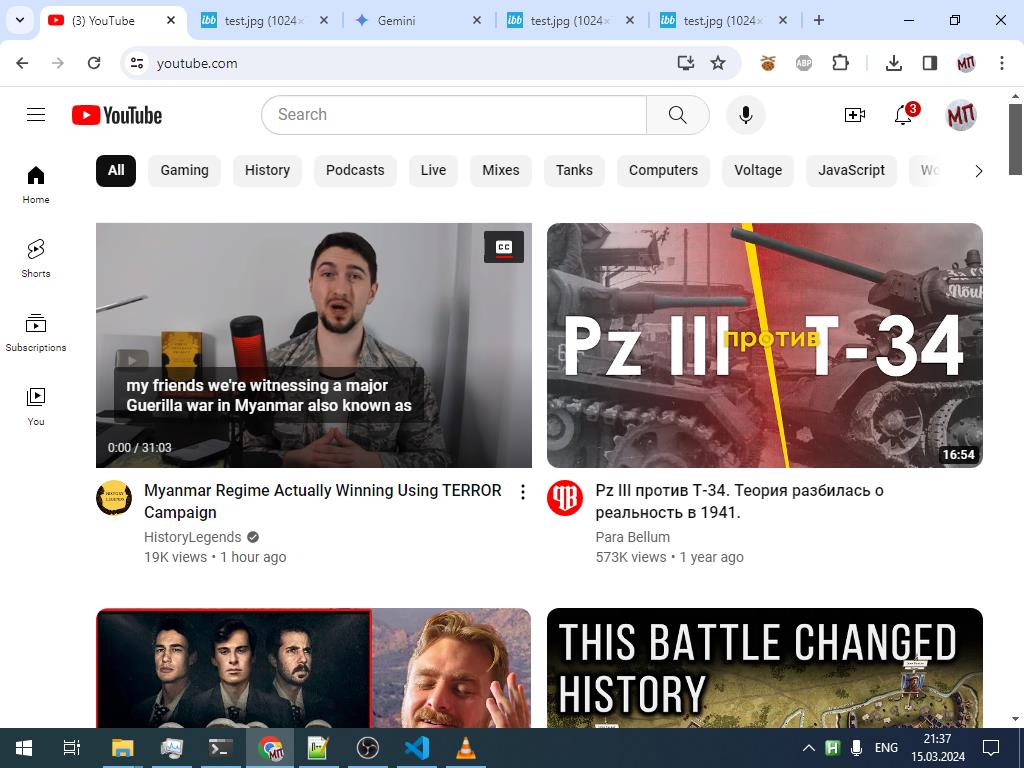 (3) YouTube
test.jpg (1024×
Gemini
test.jpg (1024×
test.jpg (1024×
youtube.com
ABP
МП
YouTube
Search
3
МП
All
Gaming
History
Podcasts
Live
Mixes
Tanks
Computers
Voltage
JavaScript
Wo
Home
Shorts
Subscriptions
You
CC
my friends we're witnessing a major
Guerilla war in Myanmar also known as
0:00 / 31:03
Pz III против Т-34
16:54
HISTORY
LEGENDS
Myanmar Regime Actually Winning Using TERROR
Campaign
HistoryLegends
19K views • 1 hour ago
Pz III против Т-34. Теория разбилась о
реальность в 1941.
Para Bellum
573K views • 1 year ago
THIS BATTLE CHANGED
HISTORY
ENG
21:37
15.03.2024